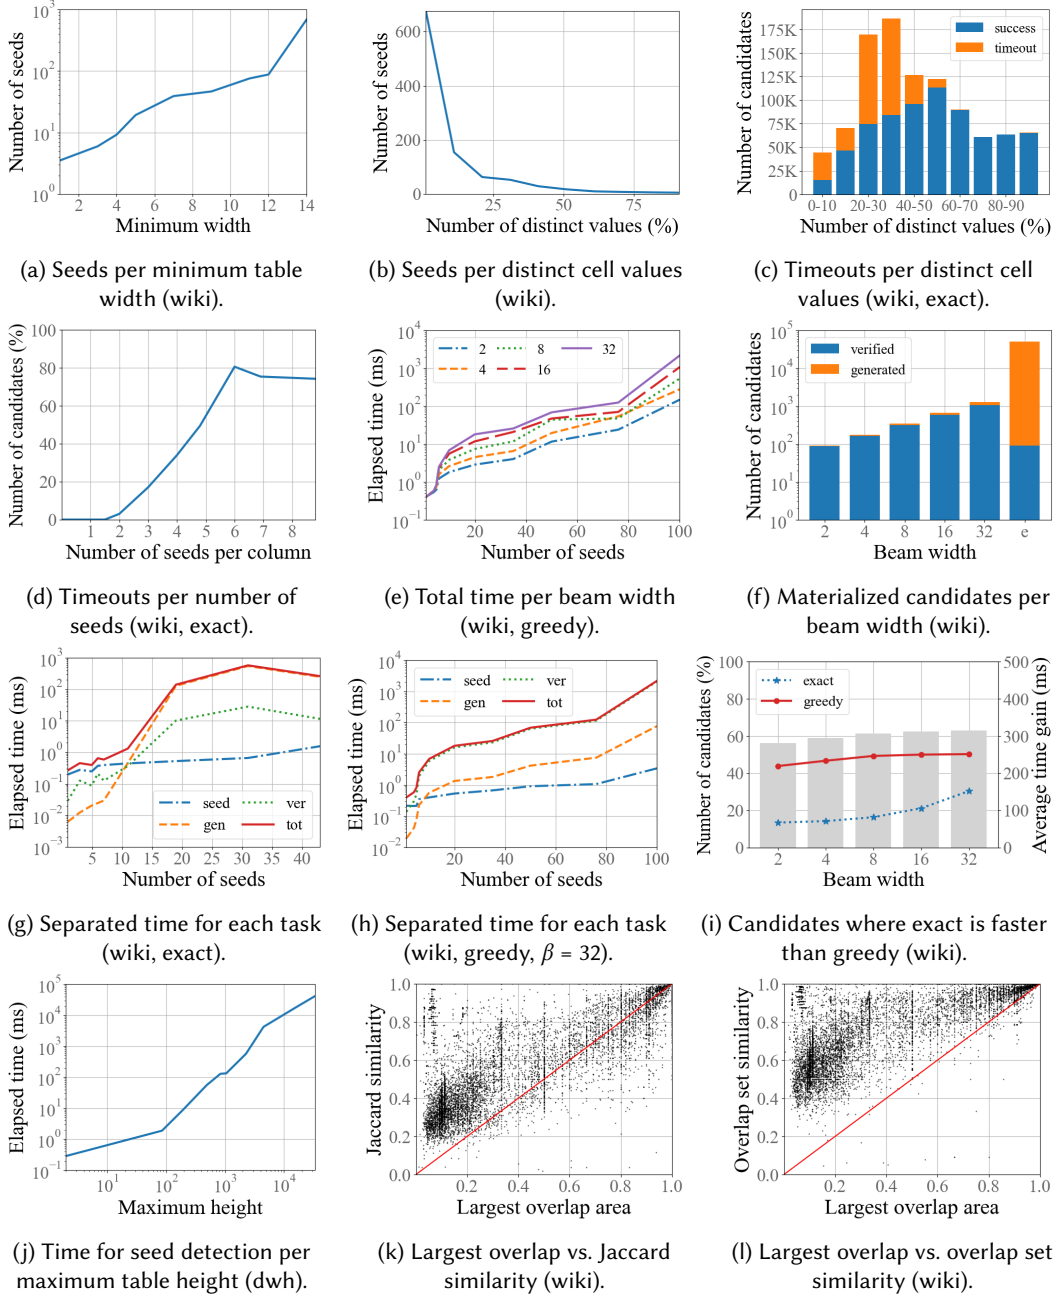 10³
10²
10¹
10⁰
Number of seeds
2 4 6 8 10 12 14
Minimum width
(a) Seeds per minimum table
width (wiki).
600
400
200
0
Number of seeds
25 50 75
Number of distinct values (%)
(b) Seeds per distinct cell values
(wiki).
175K
150K
125K
100K
75K
50K
25K
0
Number of candidates
success
timeout
0-10 20-30 40-50 60-70 80-90
Number of distinct values (%)
(c) Timeouts per distinct cell
values (wiki, exact).
100
80
60
40
20
0
Number of candidates (%)
1 2 3 4 5 6 7 8
Number of seeds per column
(d) Timeouts per number of
seeds (wiki, exact).
10⁴
10³
10²
10¹
10⁰
10⁻¹
Elapsed time (ms)
2 8 32
4 16
0 20 40 60 80 100
Number of seeds
(e) Total time per beam width
(wiki, greedy).
10⁵
10⁴
10³
10²
10¹
10⁰
Number of candidates
verified
generated
2 4 8 16 32 e
Beam width
(f) Materialized candidates per
beam width (wiki).
10³
10²
10¹
10⁰
10⁻¹
10⁻²
10⁻³
Elapsed time (ms)
seed ver
gen tot
5 10 15 20 25 30 35 40
Number of seeds
(g) Separated time for each task
(wiki, exact).
10⁴
10³
10²
10¹
10⁰
10⁻¹
10⁻²
Elapsed time (ms)
seed ver
gen tot
20 40 60 80 100
Number of seeds
(h) Separated time for each task
(wiki, greedy, β = 32).
100
80
60
40
20
0
Number of candidates (%)
exact
greedy
500
400
300
200
100
0
Average time gain (ms)
2 4 8 16 32
Beam width
(i) Candidates where exact is faster
than greedy (wiki).
10⁵
10⁴
10³
10²
10¹
10⁰
10⁻¹
Elapsed time (ms)
10¹ 10² 10³ 10⁴
Maximum height
(j) Time for seed detection per
maximum table height (dwh).
1.0
0.8
0.6
0.4
0.2
0.0
Jaccard similarity
0.2 0.4 0.6 0.8 1.0
Largest overlap area
(k) Largest overlap vs. Jaccard
similarity (wiki).
1.0
0.8
0.6
0.4
0.2
0.0
Overlap set similarity
0.2 0.4 0.6 0.8 1.0
Largest overlap area
(l) Largest overlap vs. overlap set
similarity (wiki).